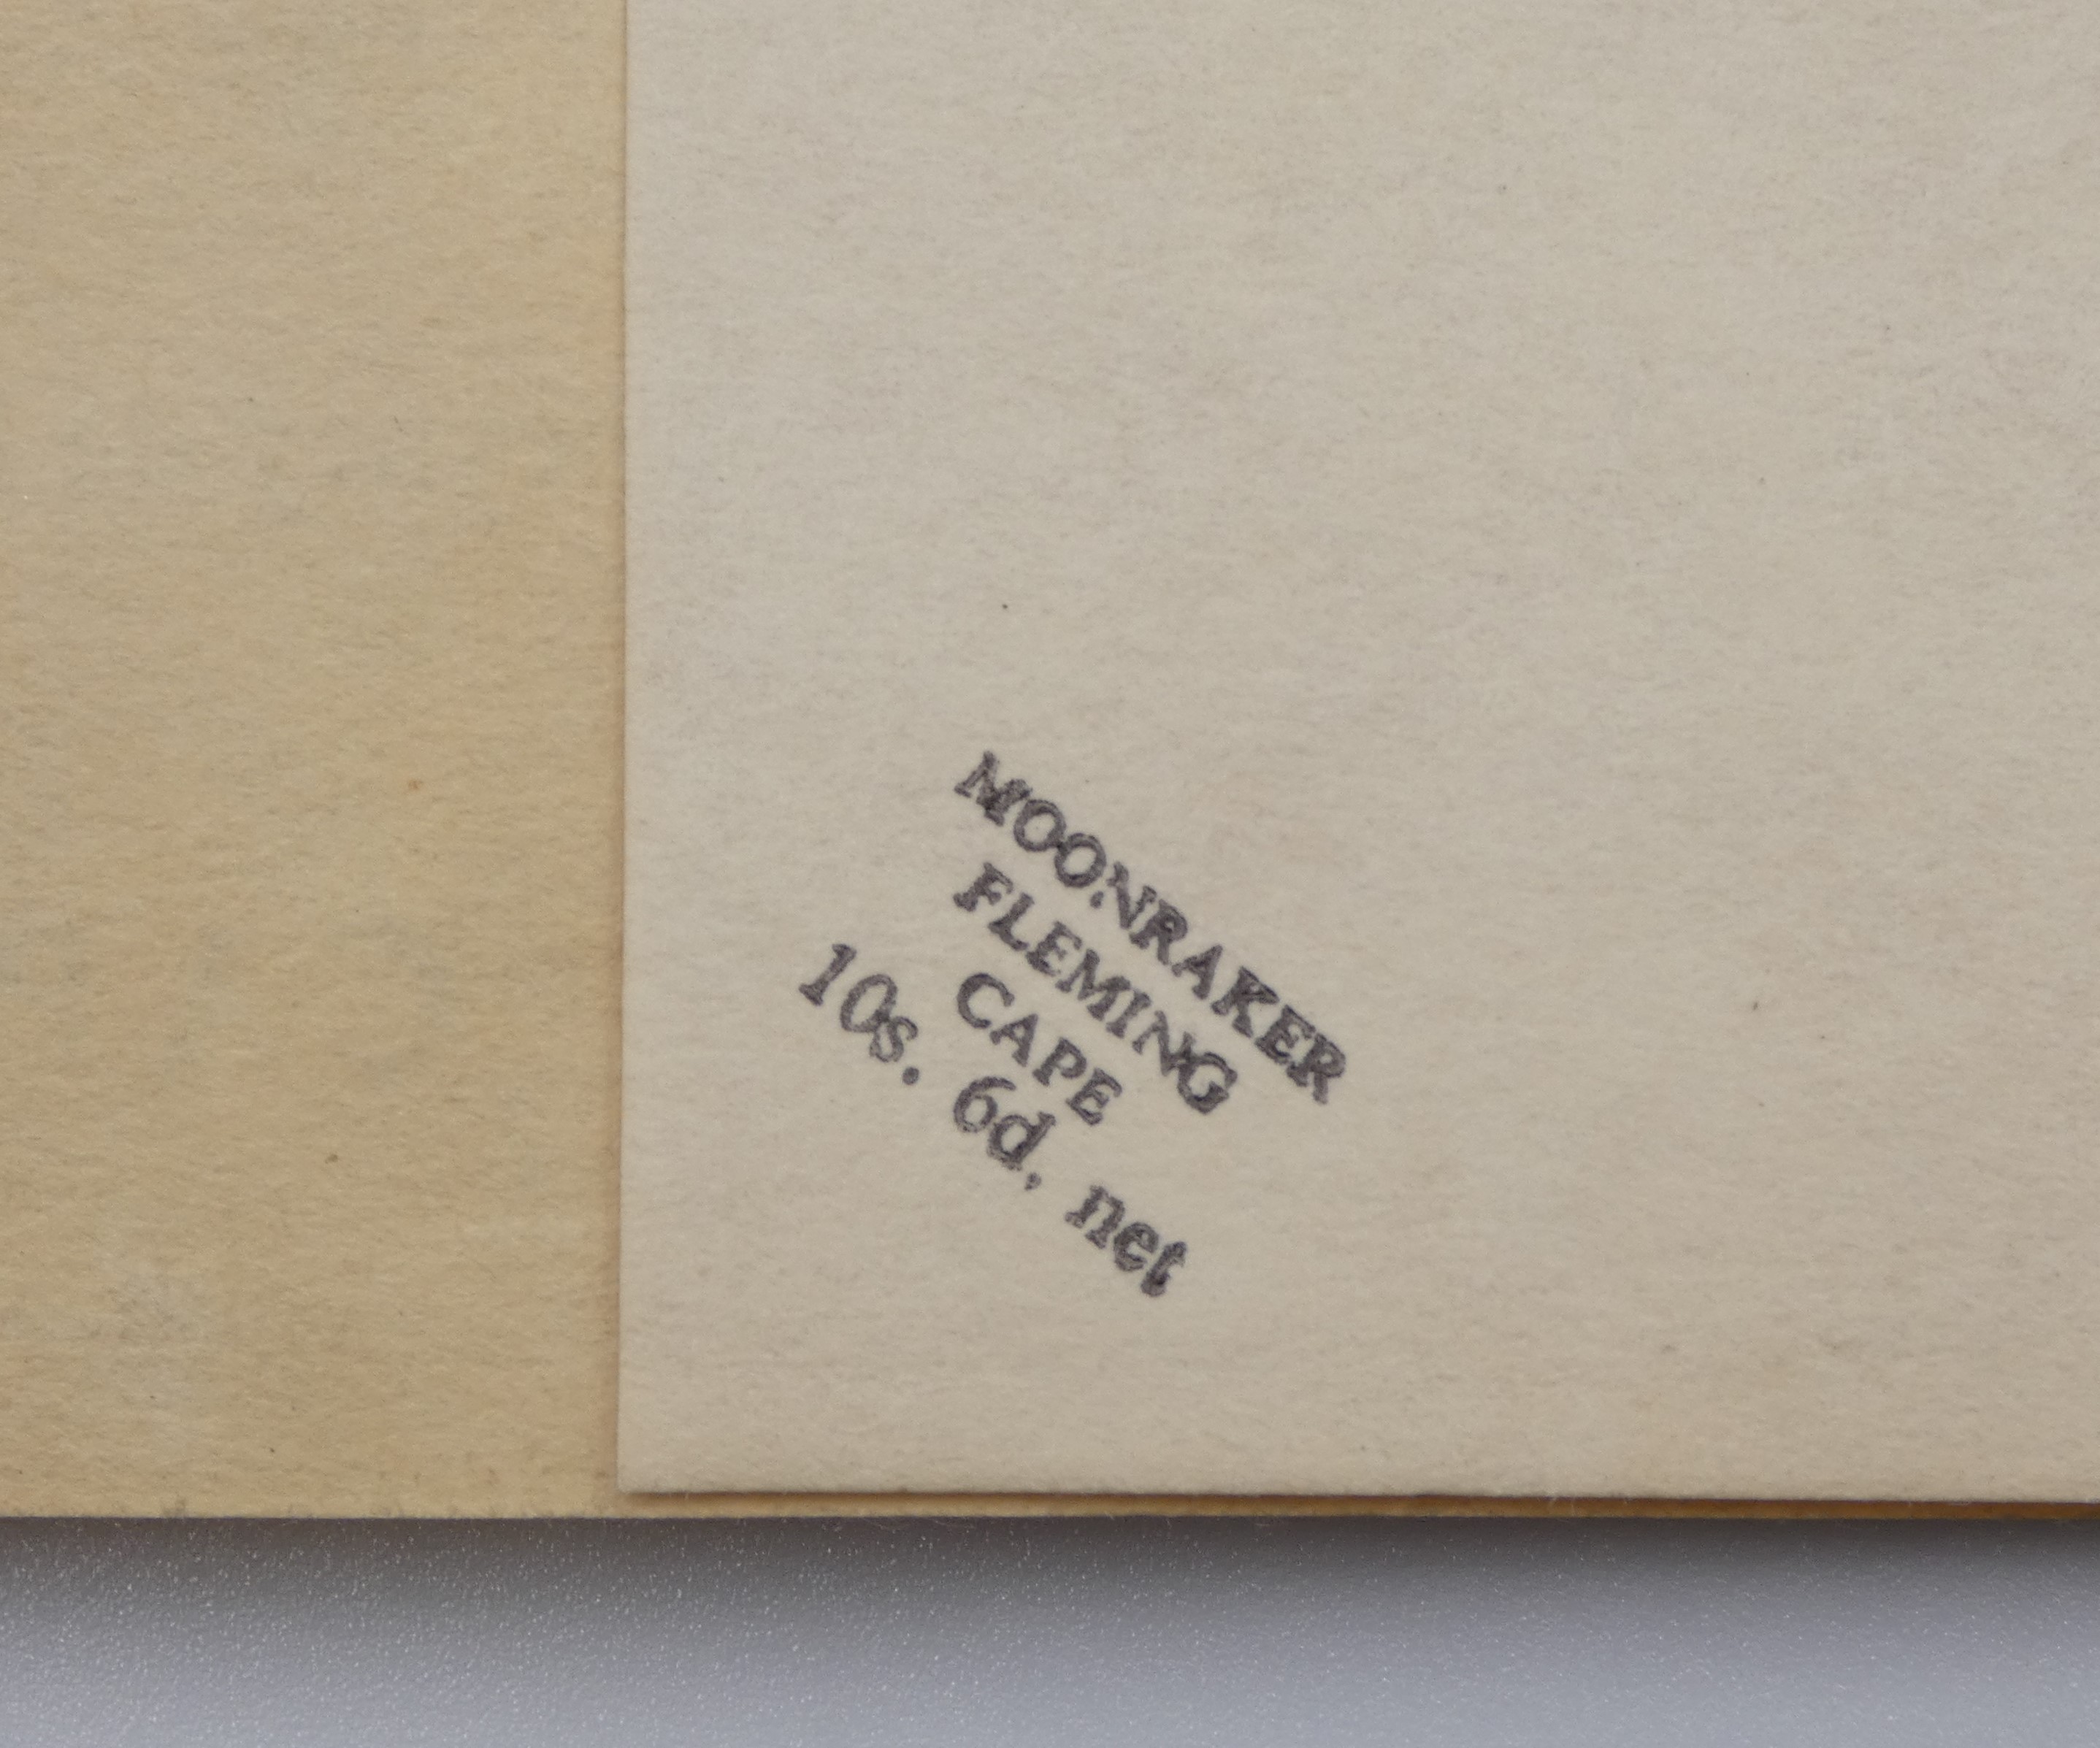 MOONRAKER
FLEMING
CAPE
10s. 6d. net